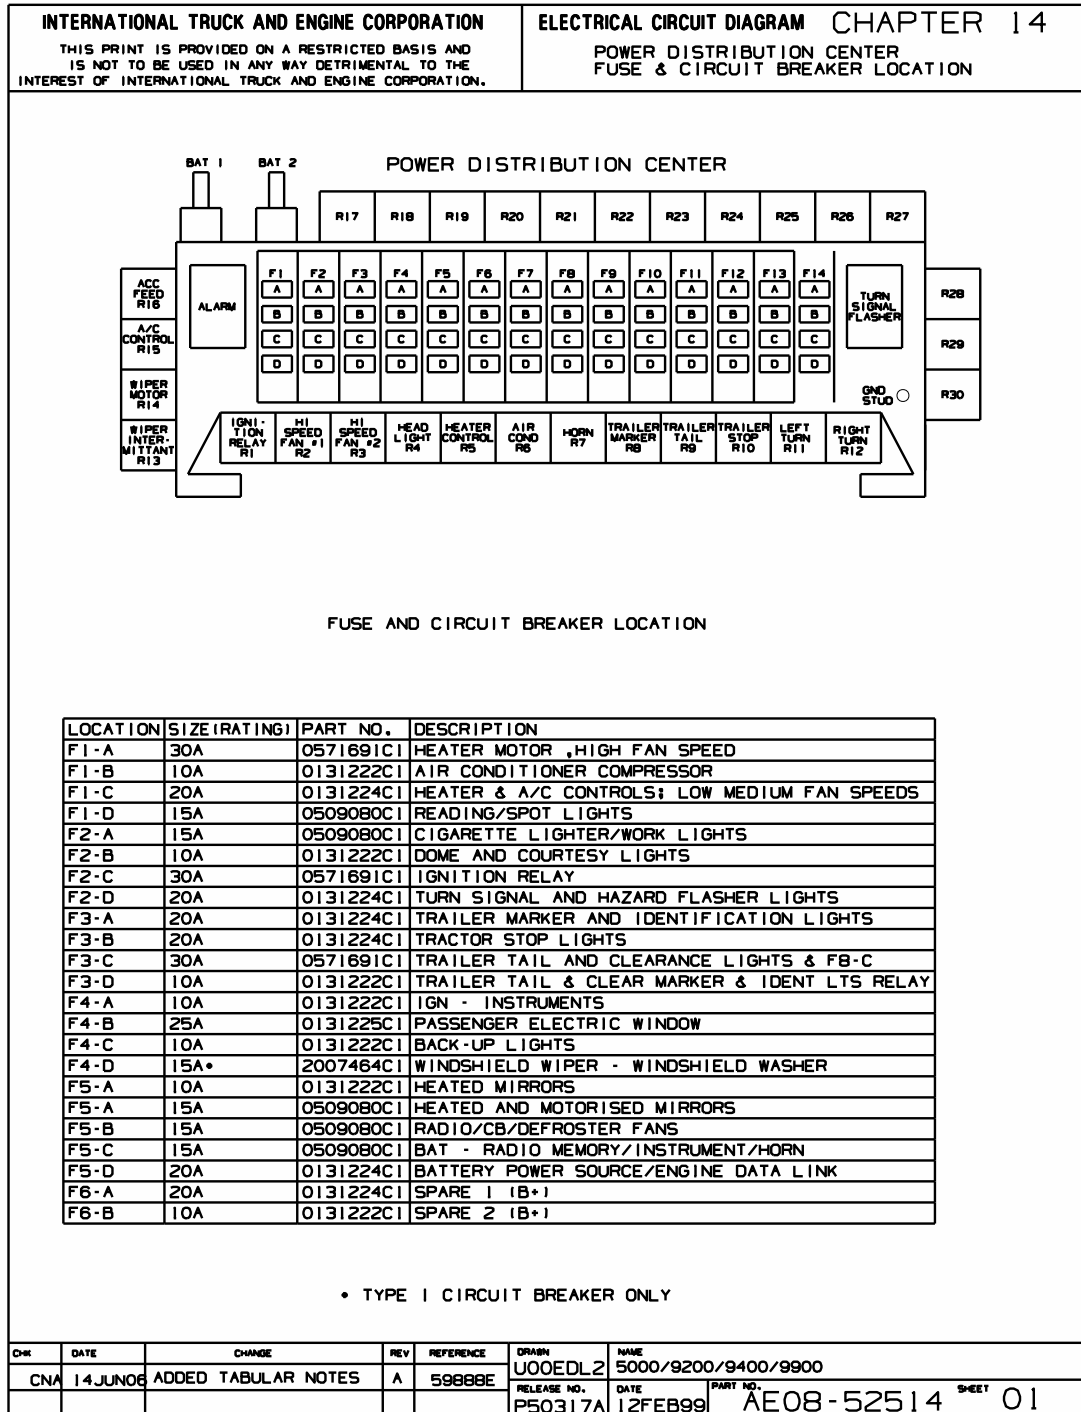 INTERNATIONAL TRUCK AND ENGINE CORPORATION
THIS PRINT IS PROVIDED ON A RESTRICTED BASIS AND
IS NOT TO BE USED IN ANY WAY DETRIMENTAL TO THE
INTEREST OF INTERNATIONAL TRUCK AND ENGINE CORPORATION.
ELECTRICAL CIRCUIT DIAGRAM CHAPTER 14
POWER DISTRIBUTION CENTER
FUSE & CIRCUIT BREAKER LOCATION
BAT 1 BAT 2 POWER DISTRIBUTION CENTER
R17 R18 R19 R20 R21 R22 R23 R24 R25 R26 R27
F1 F2 F3 F4 F5 F6 F7 F8 F9 F10 F11 F12 F13 F14
A A A A A A A A A A A A A A
B B B B B B B B B B B B B B
C C C C C C C C C C C C C C
D D D D D D D D D D D D D D
ACC
FEED
R16
A/C
CONTROL
R15
WIPER
MOTOR
R14
WIPER
INTER-
MITTANT
R13
ALARM
TURN
SIGNAL
FLASHER
GND
STUD
R28
R29
R30
IGNI-
TION
RELAY
R1
HI
SPEED
FAN #1
R2
HI
SPEED
FAN #2
R3
HEAD
LIGHT
R4
HEATER
CONTROL
R5
AIR
COND
R6
HORN
R7
TRAILER
MARKER
R8
TRAILER
TAIL
R9
TRAILER
STOP
R10
LEFT
TURN
R11
RIGHT
TURN
R12
FUSE AND CIRCUIT BREAKER LOCATION
LOCATION SIZE(RATING) PART NO. DESCRIPTION
F1-A 30A 0571691C1 HEATER MOTOR ,HIGH FAN SPEED
F1-B 10A 0131222C1 AIR CONDITIONER COMPRESSOR
F1-C 20A 0131224C1 HEATER & A/C CONTROLS; LOW MEDIUM FAN SPEEDS
F1-D 15A 0509080C1 READING/SPOT LIGHTS
F2-A 15A 0509080C1 CIGARETTE LIGHTER/WORK LIGHTS
F2-B 10A 0131222C1 DOME AND COURTESY LIGHTS
F2-C 30A 0571691C1 IGNITION RELAY
F2-D 20A 0131224C1 TURN SIGNAL AND HAZARD FLASHER LIGHTS
F3-A 20A 0131224C1 TRAILER MARKER AND IDENTIFICATION LIGHTS
F3-B 20A 0131224C1 TRACTOR STOP LIGHTS
F3-C 30A 0571691C1 TRAILER TAIL AND CLEARANCE LIGHTS & F8-C
F3-D 10A 0131222C1 TRAILER TAIL & CLEAR MARKER & IDENT LTS RELAY
F4-A 10A 0131222C1 IGN - INSTRUMENTS
F4-B 25A 0131225C1 PASSENGER ELECTRIC WINDOW
F4-C 10A 0131222C1 BACK-UP LIGHTS
F4-D 15A* 2007464C1 WINDSHIELD WIPER - WINDSHIELD WASHER
F5-A 10A 0131222C1 HEATED MIRRORS
F5-A 15A 0509080C1 HEATED AND MOTORISED MIRRORS
F5-B 15A 0509080C1 RADIO/CB/DEFROSTER FANS
F5-C 15A 0509080C1 BAT - RADIO MEMORY/INSTRUMENT/HORN
F5-D 20A 0131224C1 BATTERY POWER SOURCE/ENGINE DATA LINK
F6-A 20A 0131224C1 SPARE 1 (B+)
F6-B 10A 0131222C1 SPARE 2 (B+)
* TYPE 1 CIRCUIT BREAKER ONLY
CHK DATE CHANGE REV REFERENCE
CNA 14JUN06 ADDED TABULAR NOTES A 59888E
DRAWN
U00EDL2
NAME
5000/9200/9400/9900
RELEASE NO.
P50317A
DATE
12FEB99
PART NO.
AE08-52514
SHEET 01